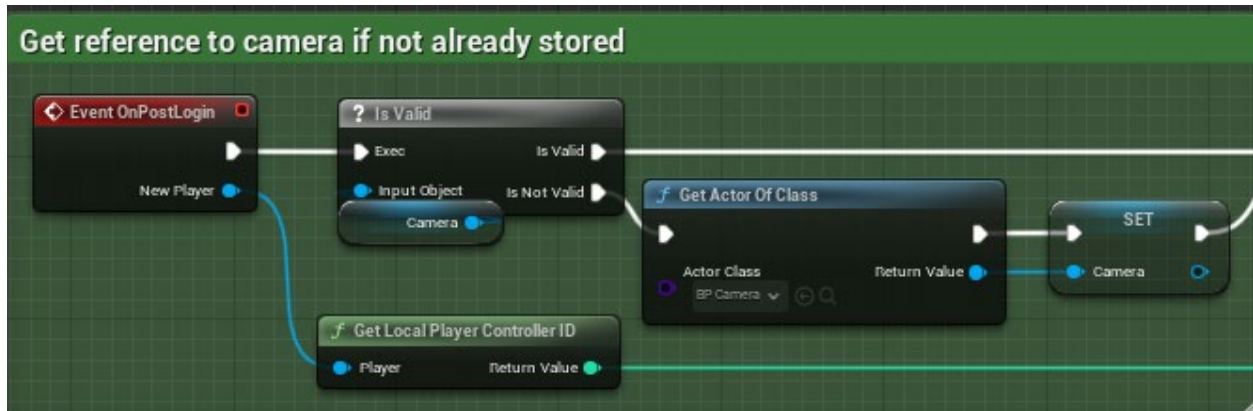 Get reference to camera if not already stored
Event OnPostLogin
New Player
? Is Valid
Exec
Is Valid
Input Object
Is Not Valid
Camera
f Get Actor Of Class
Actor Class
BP Camera
Return Value
SET
Camera
f Get Local Player Controller ID
Player
Return Value